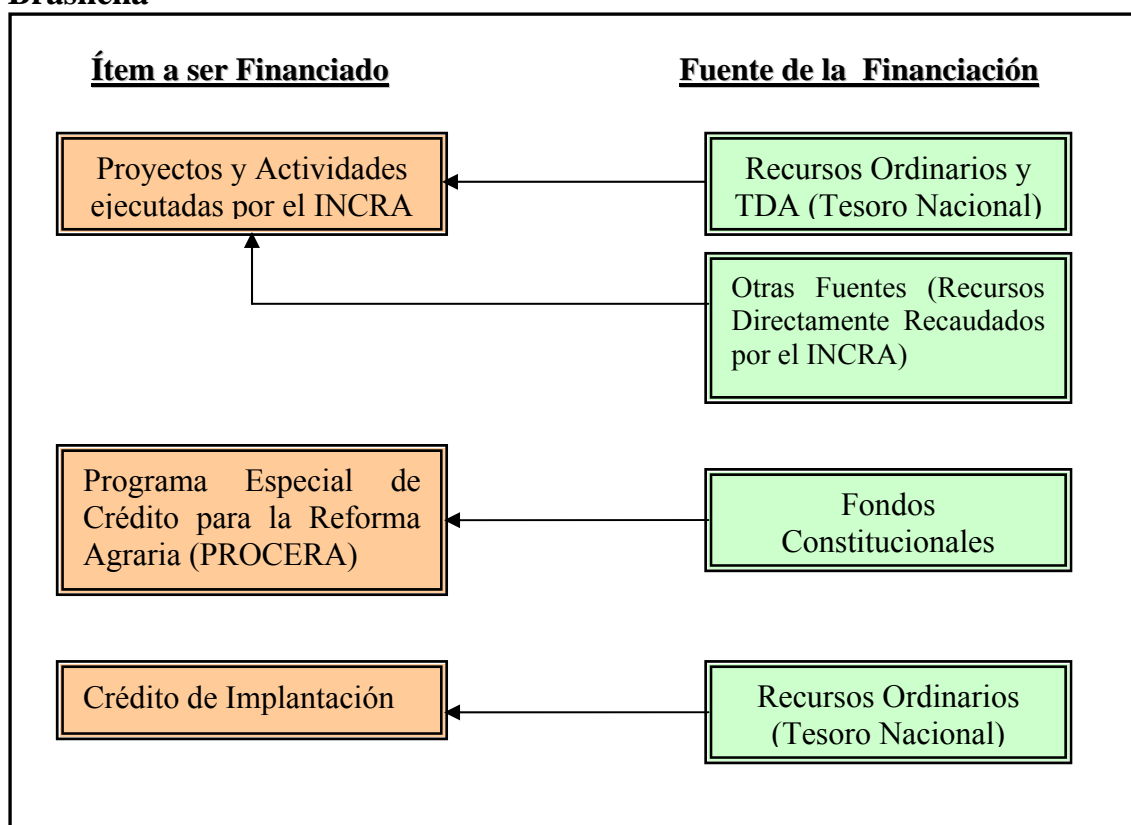 Ítem a ser Financiado
Fuente de la Financiación
Proyectos y Actividades
ejecutadas por el INCRA
Recursos Ordinarios y
TDA (Tesoro Nacional)
Otras Fuentes (Recursos
Directamente Recaudados
por el INCRA)
Programa Especial de
Crédito para la Reforma
Agraria (PROCERA)
Fondos
Constitucionales
Crédito de Implantación
Recursos Ordinarios
(Tesoro Nacional)